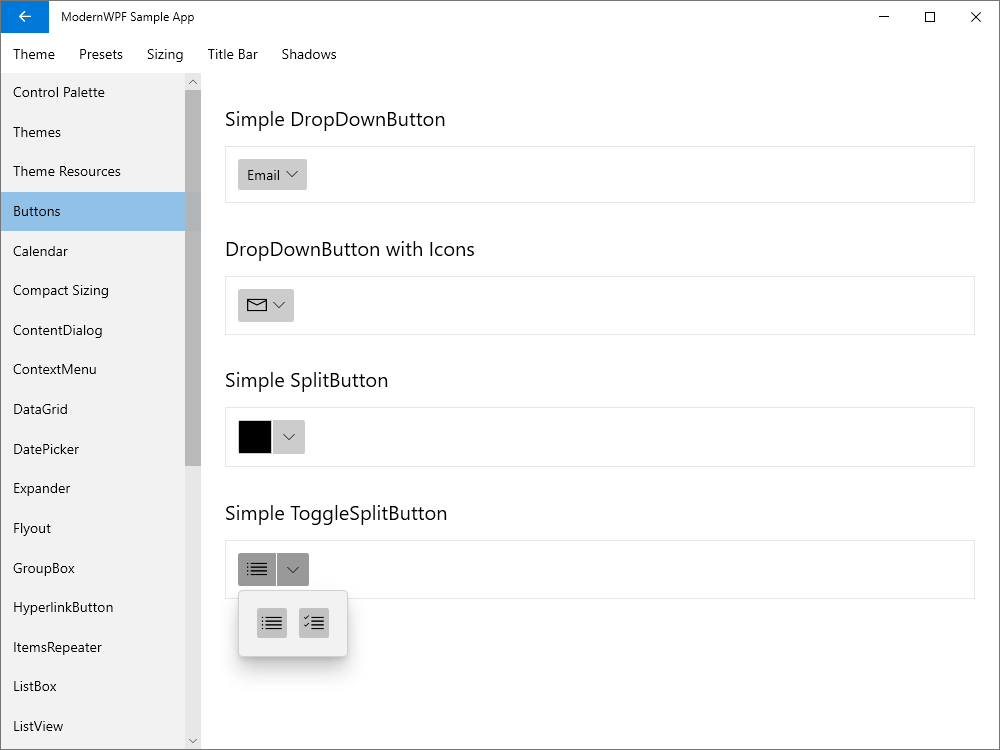 ModernWPF Sample App
Theme Presets Sizing Title Bar Shadows
Control Palette
Themes
Theme Resources
Buttons
Calendar
Compact Sizing
ContentDialog
ContextMenu
DataGrid
DatePicker
Expander
Flyout
GroupBox
HyperlinkButton
ItemsRepeater
ListBox
ListView
Simple DropDownButton
Email
DropDownButton with Icons
Simple SplitButton
Simple ToggleSplitButton